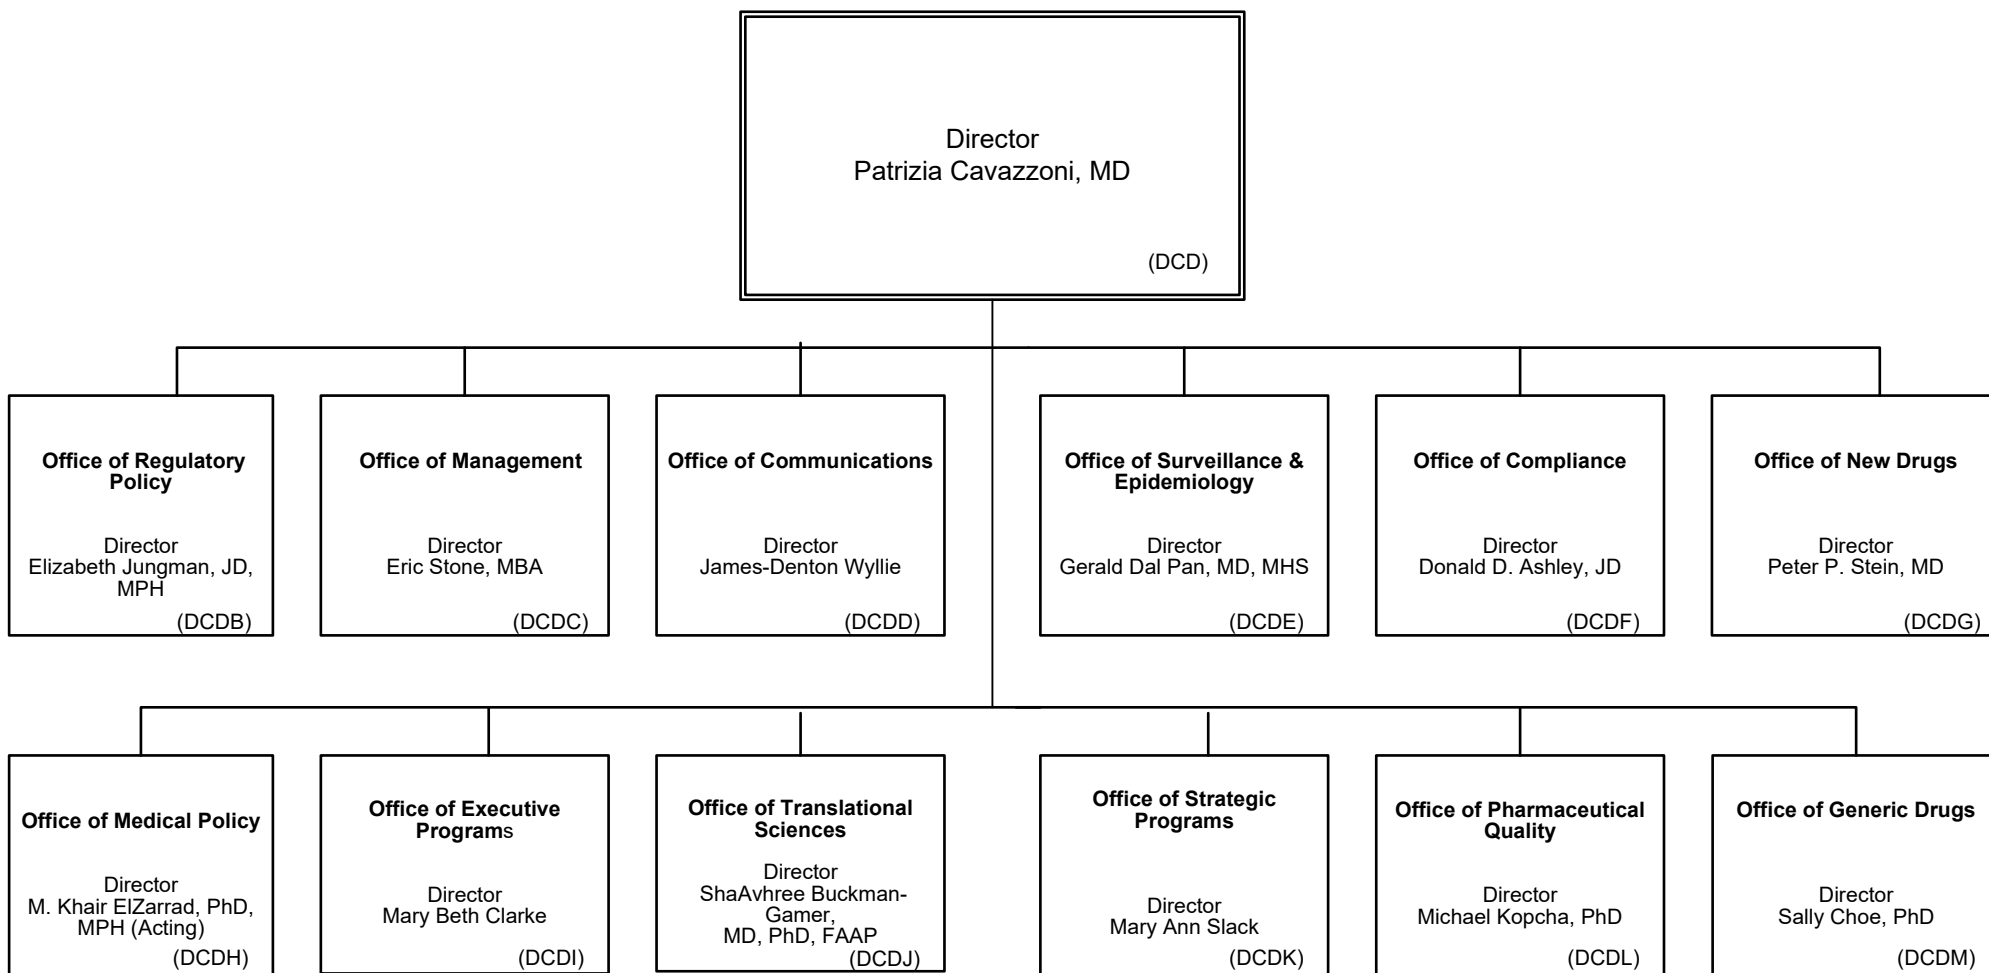 Director
Patrizia Cavazzoni, MD
(DCD)
Office of Regulatory
Policy
Director
Elizabeth Jungman, JD,
MPH
(DCDB)
Office of Management
Director
Eric Stone, MBA
(DCDC)
Office of Communications
Director
James-Denton Wyllie
(DCDD)
Office of Surveillance &
Epidemiology
Director
Gerald Dal Pan, MD, MHS
(DCDE)
Office of Compliance
Director
Donald D. Ashley, JD
(DCDF)
Office of New Drugs
Director
Peter P. Stein, MD
(DCDG)
Office of Medical Policy
Director
M. Khair ElZarrad, PhD,
MPH (Acting)
(DCDH)
Office of Executive
Programs
Director
Mary Beth Clarke
(DCDI)
Office of Translational
Sciences
Director
ShaAvhree Buckman-
Gamer,
MD, PhD, FAAP
(DCDJ)
Office of Strategic
Programs
Director
Mary Ann Slack
(DCDK)
Office of Pharmaceutical
Quality
Director
Michael Kopcha, PhD
(DCDL)
Office of Generic Drugs
Director
Sally Choe, PhD
(DCDM)